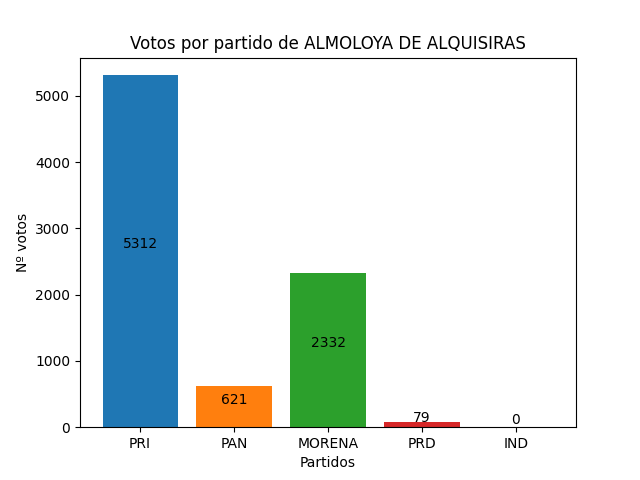 Votos por partido de ALMOLOYA DE ALQUISIRAS
Nº votos
5000
4000
3000
2000
1000
0
5312
621
2332
79
0
PRI PAN MORENA PRD IND
Partidos